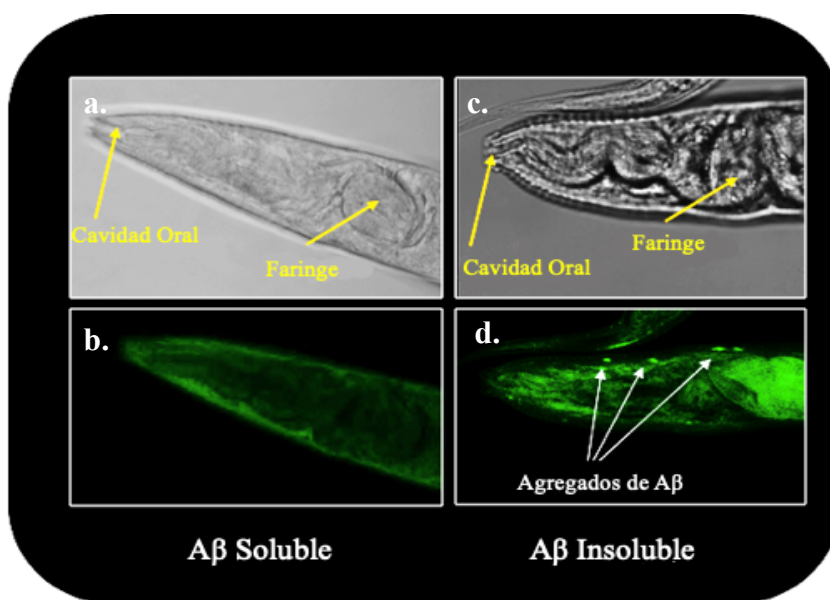 a.
Cavidad Oral
Faringe
c.
Faringe
Cavidad Oral
b.
d.
Agregados de Aβ
Aβ Soluble
Aβ Insoluble